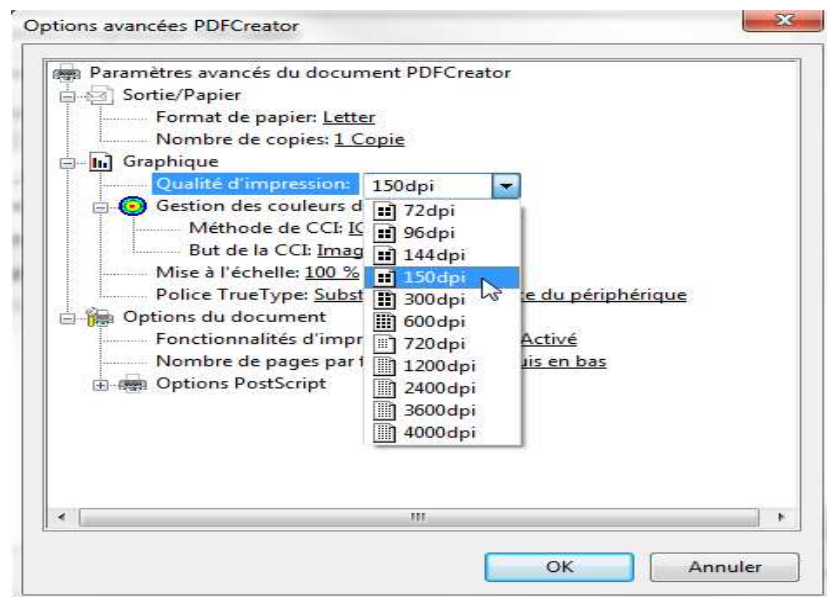 Options avancées PDFCreator
Paramètres avancés du document PDFCreator
Sortie/Papier
Format de papier: Letter
Nombre de copies: 1 Copie
Graphique
Qualité d'impression: 150dpi
Gestion des couleurs d
72dpi
Méthode de CCI: IC
96dpi
But de la CCI: Imag
144dpi
Mise à l'échelle: 100 %
150dpi
Police TrueType: Subst
300dpi
e du périphérique
Options du document
600dpi
Fonctionnalités d'impr
720dpi
Activé
Nombre de pages par f
1200dpi
uis en bas
Options PostScript
2400dpi
3600dpi
4000dpi
OK
Annuler